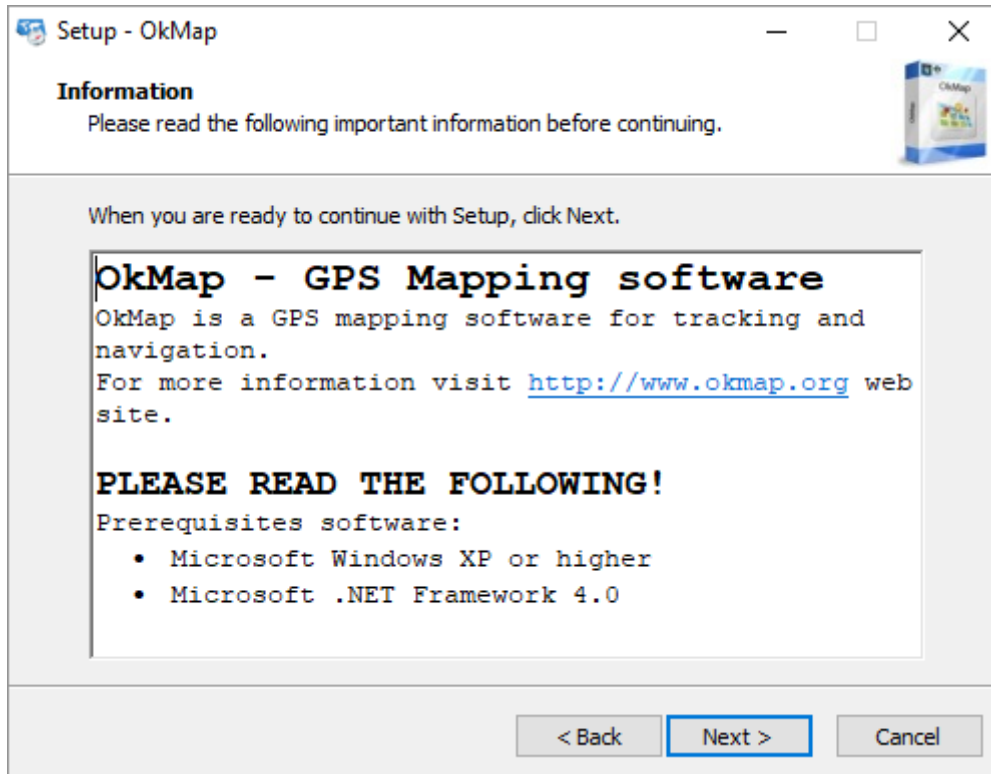 Setup - OkMap
Information
Please read the following important information before continuing.
OkMap
When you are ready to continue with Setup, click Next.
OkMap - GPS Mapping software
OkMap is a GPS mapping software for tracking and
navigation.
For more information visit http://www.okmap.org web
site.
PLEASE READ THE FOLLOWING!
Prerequisites software:
• Microsoft Windows XP or higher
• Microsoft .NET Framework 4.0
< Back
Next >
Cancel